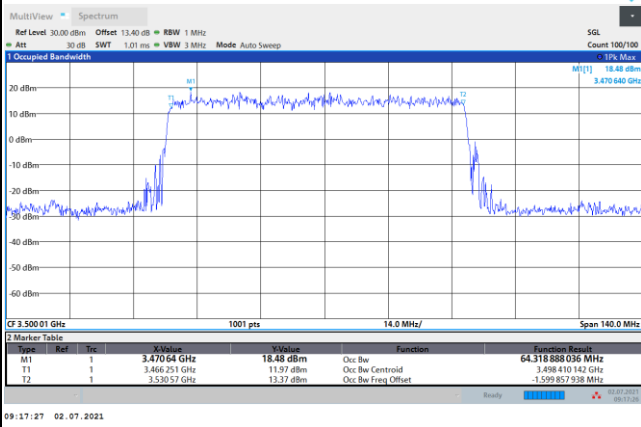 MultiView Spectrum
Ref Level 30.00 dBm Offset 13.40 dB RBW 1 MHz SGL
Att 30 dB SWT 1.01 ms VBW 3 MHz Mode Auto Sweep Count 100/100
1 Occupied Bandwidth 1Pk Max
M1[1] 18.48 dBm
3.470 640 GHz
20 dBm
M1
T1
T2
10 dBm
0 dBm
-10 dBm
-20 dBm
-30 dBm
-40 dBm
-50 dBm
-60 dBm
CF 3.500 01 GHz 1001 pts 14.0 MHz/ Span 140.0 MHz
2 Marker Table
Type Ref Trc X-Value Y-Value Function Function Result
M1 1 3.470 64 GHz 18.48 dBm Occ Bw 64.318 888 036 MHz
T1 1 3.466 251 GHz 11.97 dBm Occ Bw Centroid 3.498 410 142 GHz
T2 1 3.530 57 GHz 13.37 dBm Occ Bw Freq Offset -1.599 857 938 MHz
Ready 02.07.2021
09:17:26
09:17:27 02.07.2021